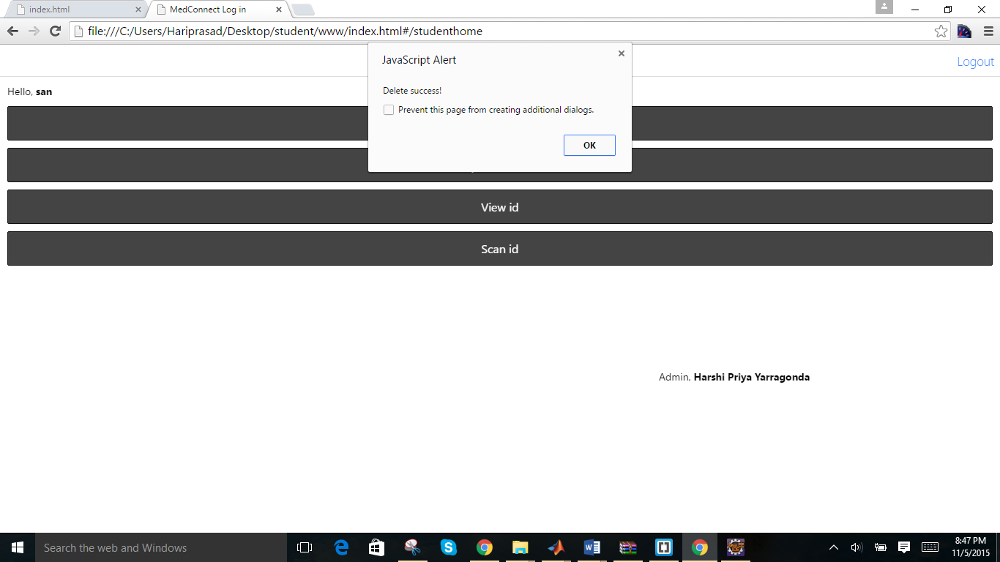 index.html
MedConnect Log in
file:///C:/Users/Hariprasad/Desktop/student/www/index.html#/studenthome
JavaScript Alert
Logout
Delete success!
Hello, san
Prevent this page from creating additional dialogs.
OK
View id
Scan id
Admin, Harshi Priya Yarragonda
Search the web and Windows
8:47 PM
11/5/2015